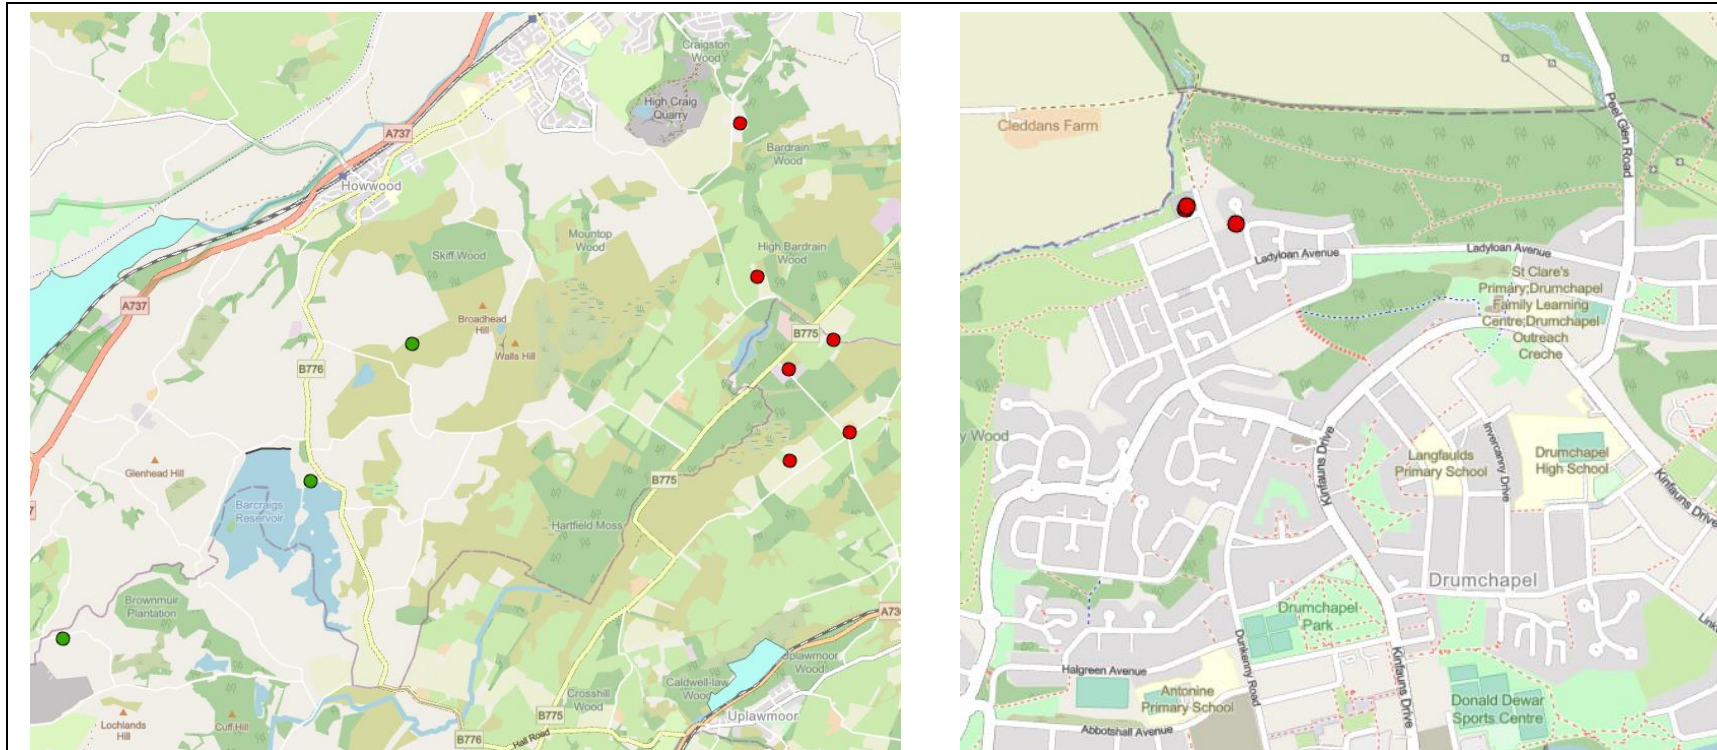 Craigston
Wood
High Craig
Quarry
A737
Bardrain
Wood
Howwood
Mountop
Wood
High Bardrain
Wood
Skiff Wood
A737
Broadhead
Hill
Walls Hill
B775
B776
Glenhead Hill
B775
Barcraigs
Reservoir
Hartfield Moss
7
Brownmuir
Plantation
A73
Uplawmoor
Wood
Caldwell-law
Wood
Crosshill
Wood
Lochlands
Hill
Cuff Hill
B775
Uplawmoor
B776
Hall Road
Cleddans Farm
Peel Glen Road
Ladyloan Avenue
Ladyloan Avenue
St Clare's
Primary;Drumchapel
Family Learning
Centre;Drumchapel
Outreach
Creche
y Wood
Kinfauns Drive
Langfaulds
Primary School
Invercanny Drive
Drumchapel
High School
Kinfauns Drive
Drumchapel
Drumchapel
Park
Linke
Dunkenny Road
Kinfauns Drive
Halgreen Avenue
Antonine
Primary School
Donald Dewar
Sports Centre
Abbotshall Avenue